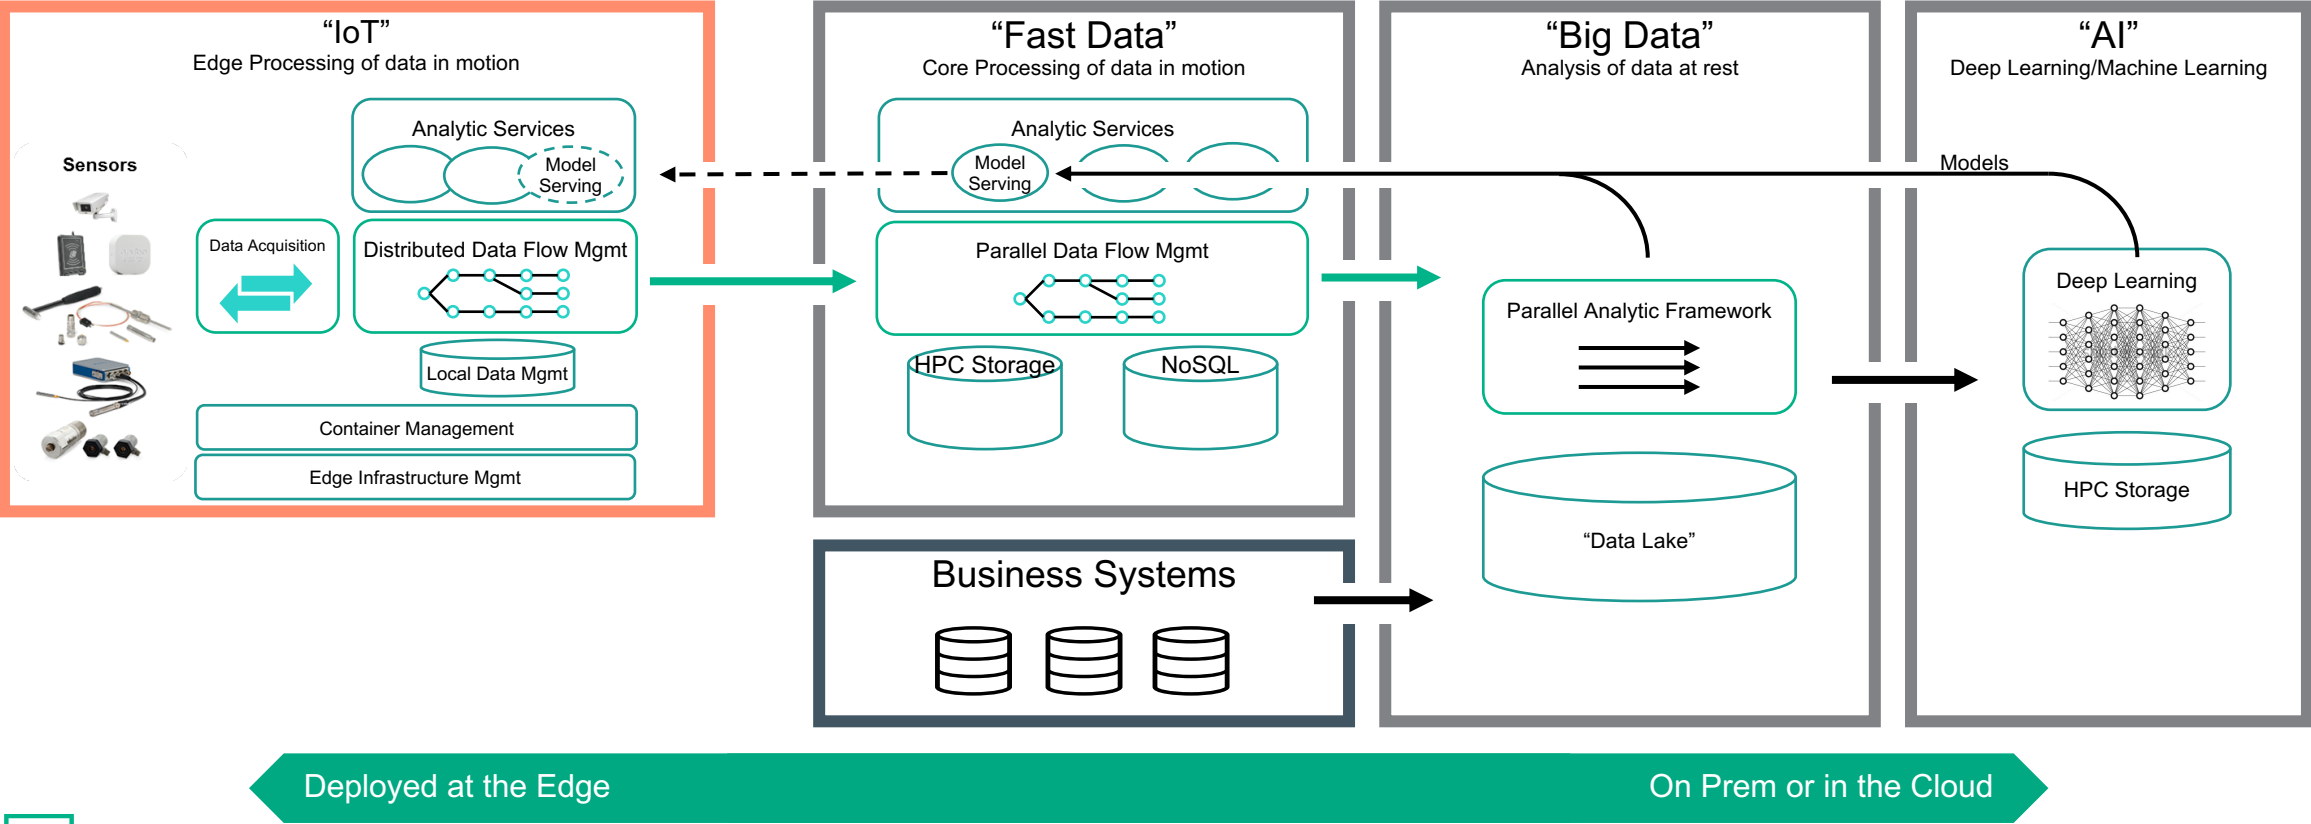 “IoT”
Edge Processing of data in motion
Analytic Services
Model
Serving
Sensors
Data Acquisition
Distributed Data Flow Mgmt
Local Data Mgmt
Container Management
Edge Infrastructure Mgmt
“Fast Data”
Core Processing of data in motion
Analytic Services
Model
Serving
Parallel Data Flow Mgmt
HPC Storage
NoSQL
Business Systems
“Big Data”
Analysis of data at rest
Parallel Analytic Framework
“Data Lake”
“AI”
Deep Learning/Machine Learning
Models
Deep Learning
HPC Storage
Deployed at the Edge
On Prem or in the Cloud